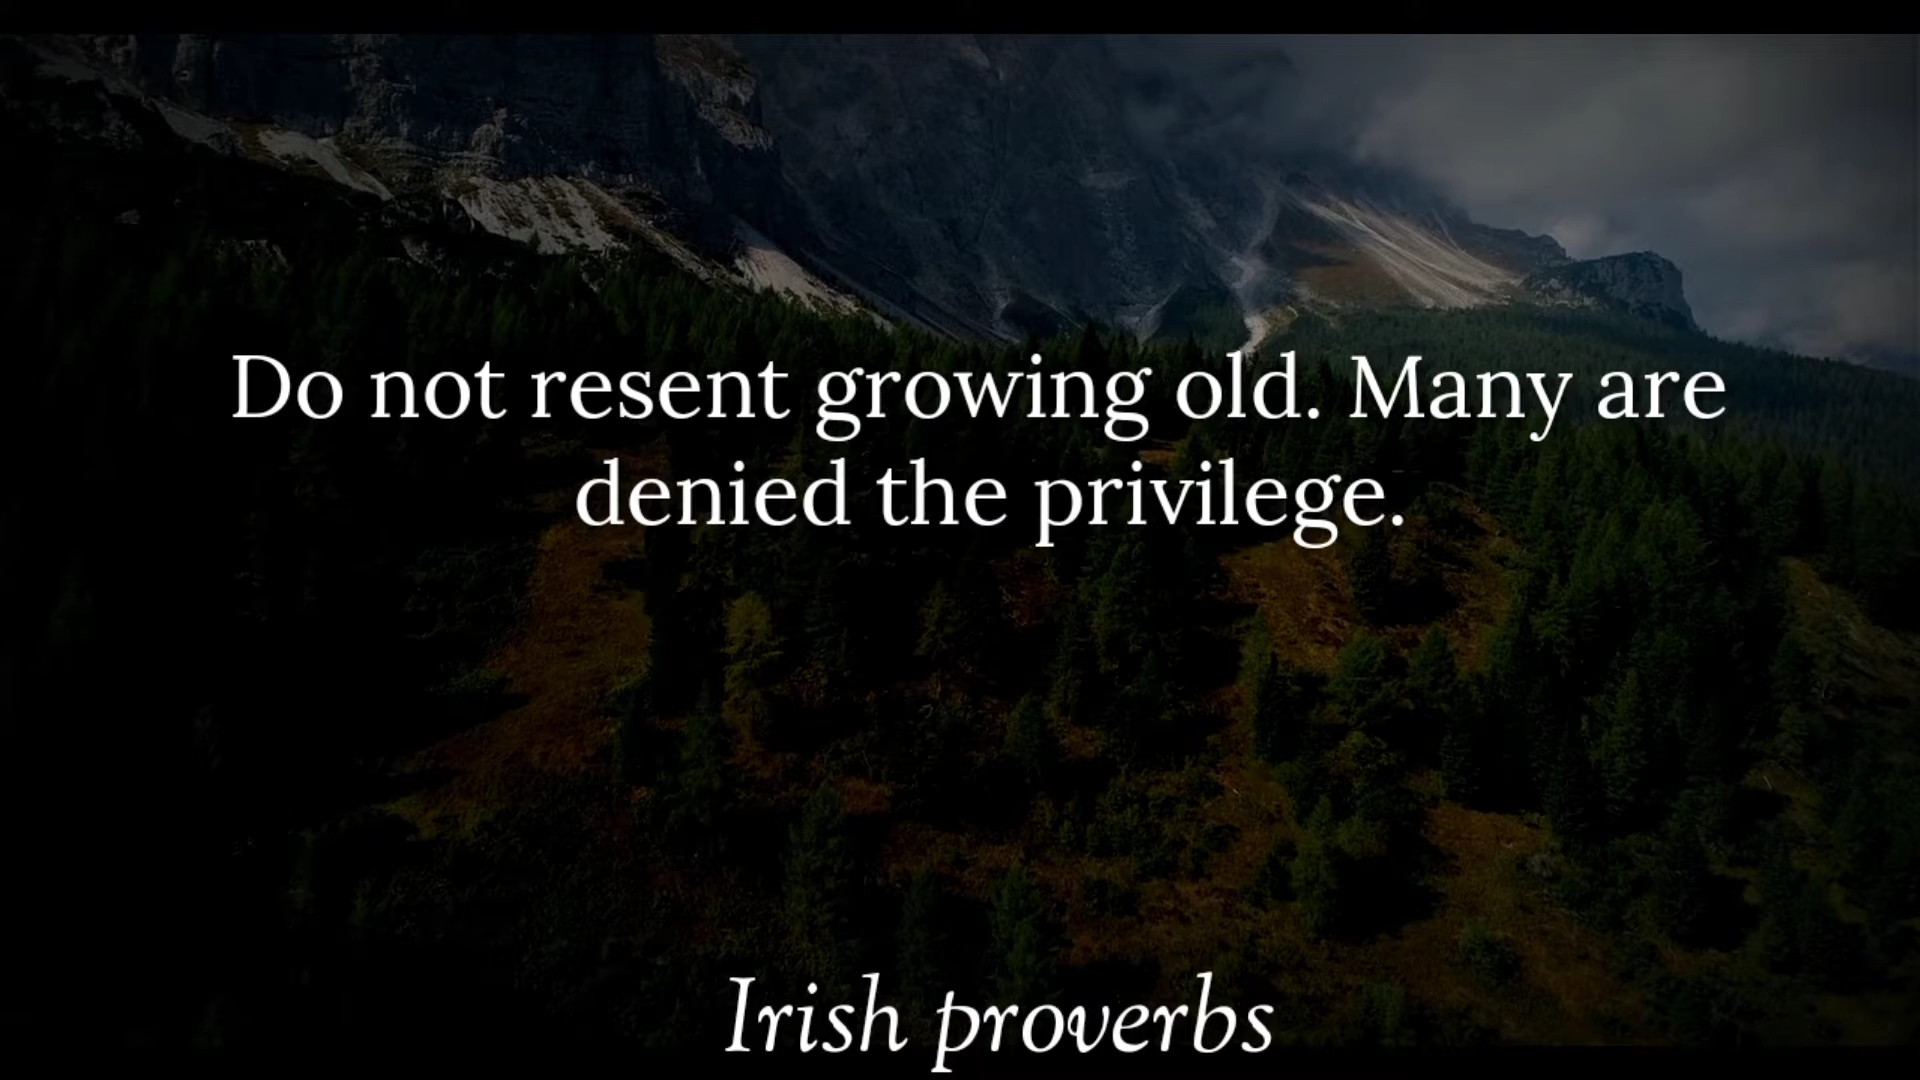 Do not resent growing old. Many are
denied the privilege.
Irish proverbs